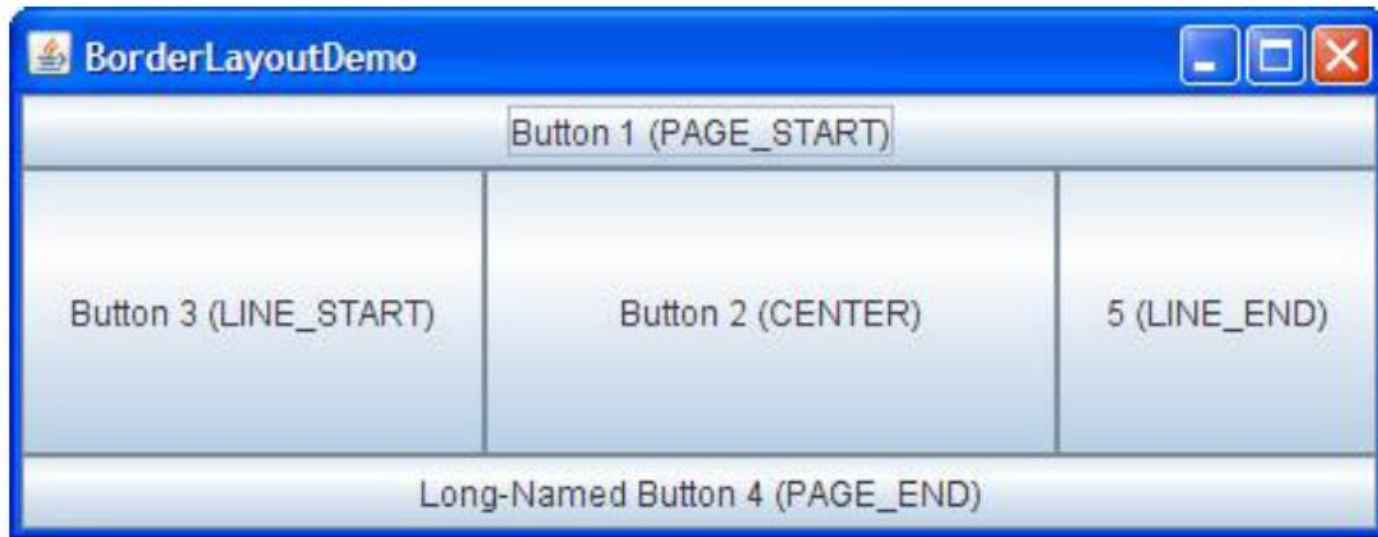 BorderLayoutDemo
Button 1 (PAGE_START)
Button 3 (LINE_START)
Button 2 (CENTER)
5 (LINE_END)
Long-Named Button 4 (PAGE_END)